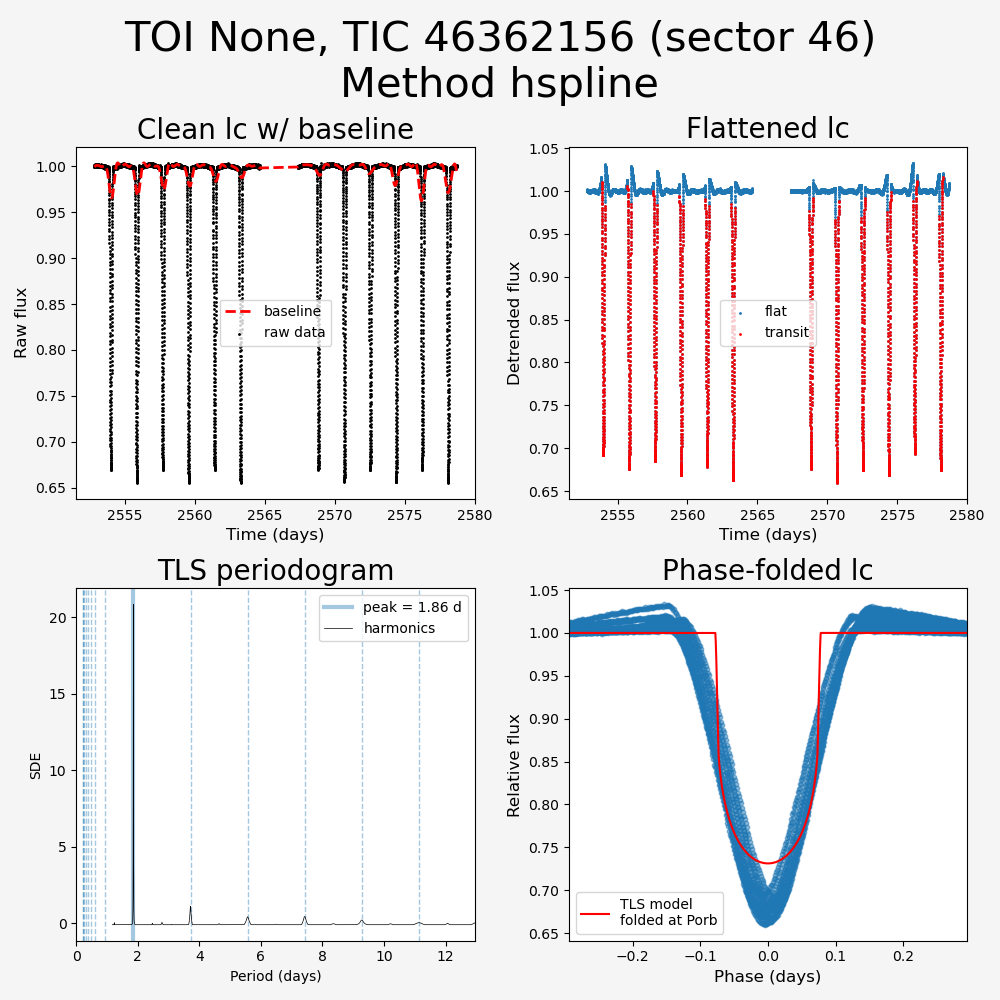 TOI None, TIC 46362156 (sector 46)
Method hspline
Clean lc w/ baseline
Raw flux
1.00
0.95
0.90
0.85
0.80
0.75
0.70
0.65
baseline
raw data
2555
2560
2565
2570
2575
2580
Time (days)
Flattened lc
Detrended flux
1.05
1.00
0.95
0.90
0.85
0.80
0.75
0.70
0.65
flat
transit
2555
2560
2565
2570
2575
2580
Time (days)
TLS periodogram
SDE
20
15
10
5
0
peak = 1.86 d
harmonics
0
2
4
6
8
10
12
Period (days)
Phase-folded lc
Relative flux
1.05
1.00
0.95
0.90
0.85
0.80
0.75
0.70
0.65
TLS model
folded at Porb
−0.2
−0.1
0.0
0.1
0.2
Phase (days)